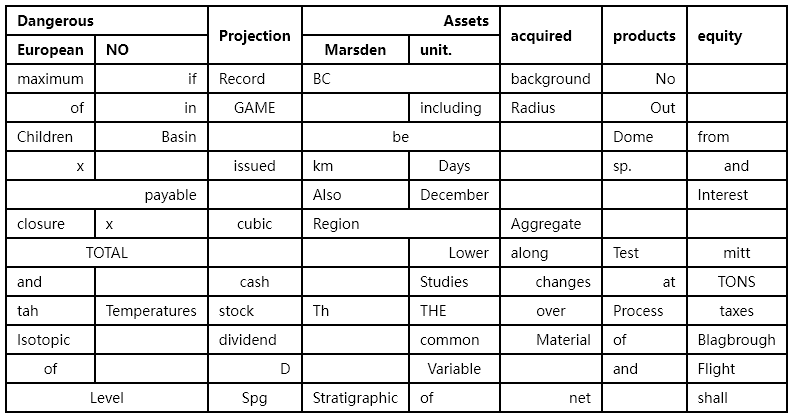 Dangerous Projection Assets acquired products equity
European NO Marsden unit.
maximum if Record BC background No
of in GAME including Radius Out
Children Basin be Dome from
x issued km Days sp. and
payable Also December Interest
closure x cubic Region Aggregate
TOTAL Lower along Test mitt
and cash Studies changes at TONS
tah Temperatures stock Th THE over Process taxes
Isotopic dividend common Material of Blagbrough
of D Variable and Flight
Level Spg Stratigraphic of net shall